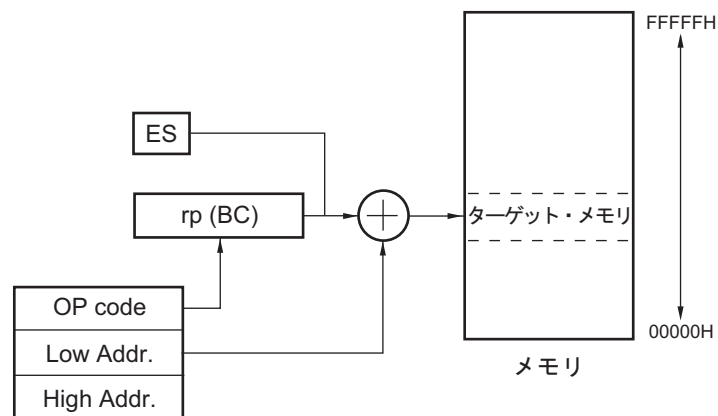 FFFFFH
ES
rp (BC)
ターゲット・メモリ
OP code
Low Addr.
High Addr.
00000H
メモリ